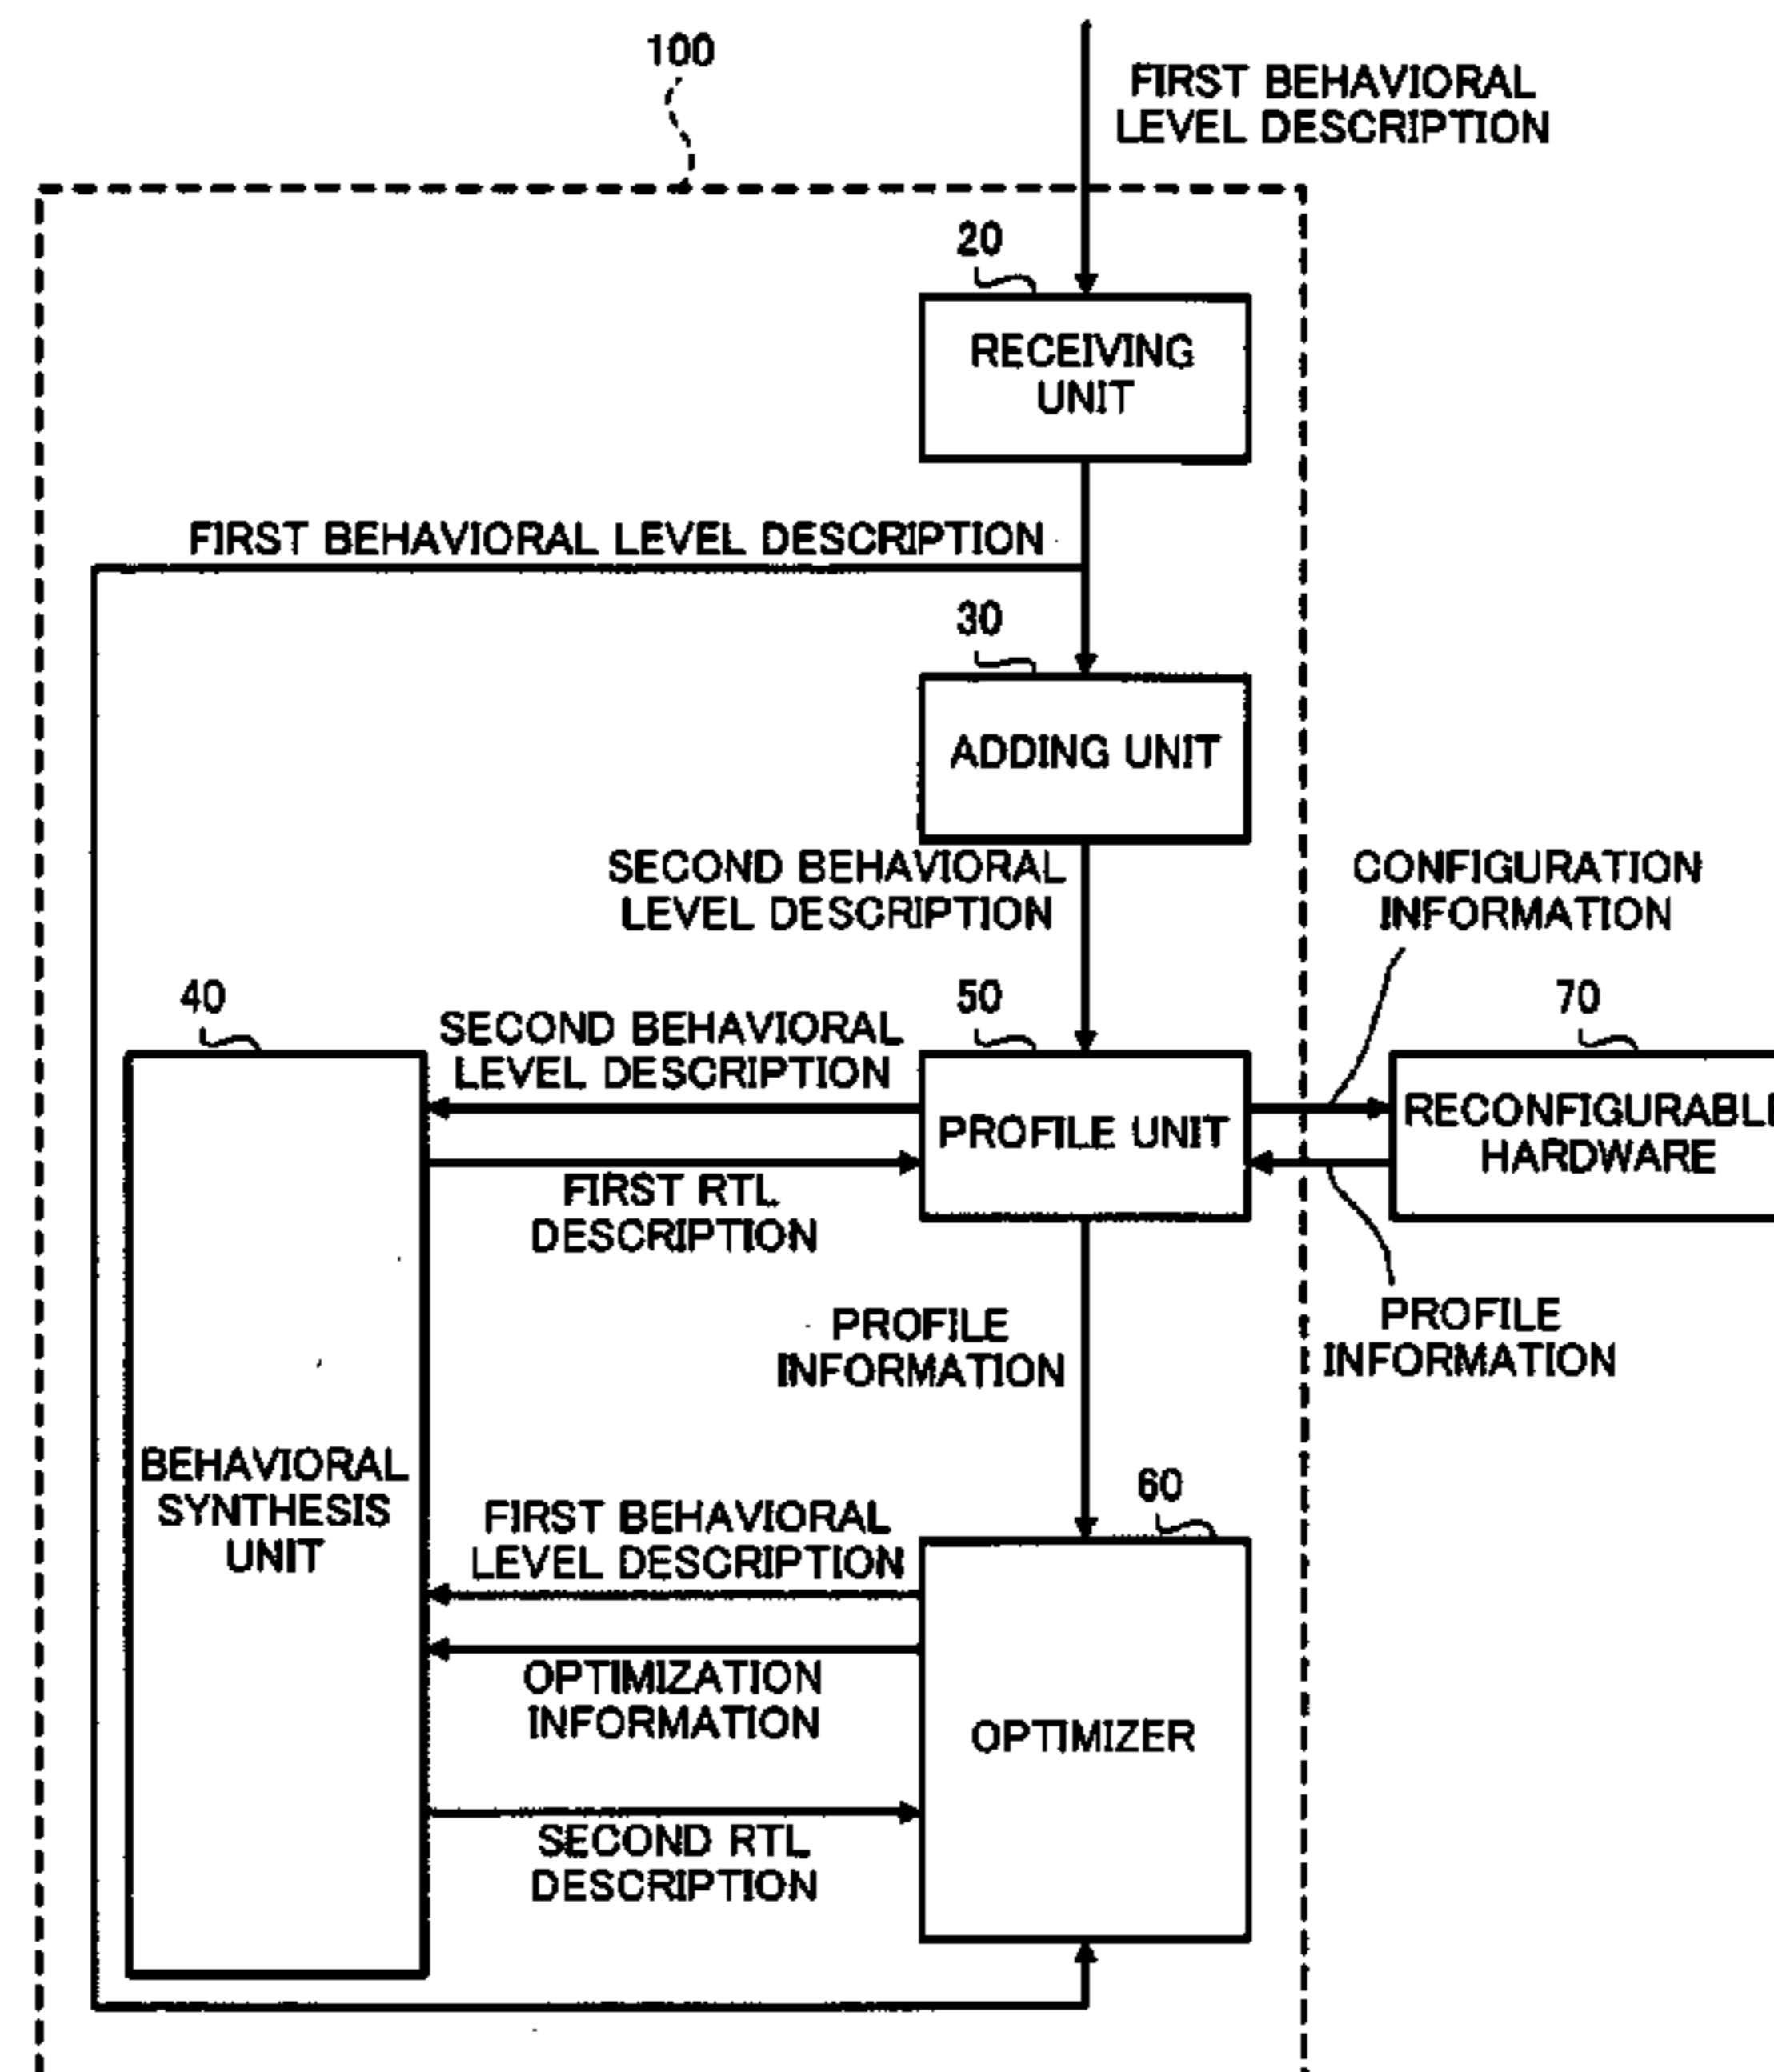 100
FIRST BEHAVIORAL
LEVEL DESCRIPTION
20
RECEIVING
UNIT
FIRST BEHAVIORAL LEVEL DESCRIPTION
30
ADDING UNIT
SECOND BEHAVIORAL
LEVEL DESCRIPTION
CONFIGURATION
INFORMATION
40
SECOND BEHAVIORAL
LEVEL DESCRIPTION
50
70
PROFILE UNIT
RECONFIGURABLE
HARDWARE
FIRST RTL
DESCRIPTION
PROFILE
INFORMATION
PROFILE
INFORMATION
BEHAVIORAL
SYNTHESIS
UNIT
60
FIRST BEHAVIORAL
LEVEL DESCRIPTION
OPTIMIZATION
INFORMATION
OPTIMIZER
SECOND RTL
DESCRIPTION